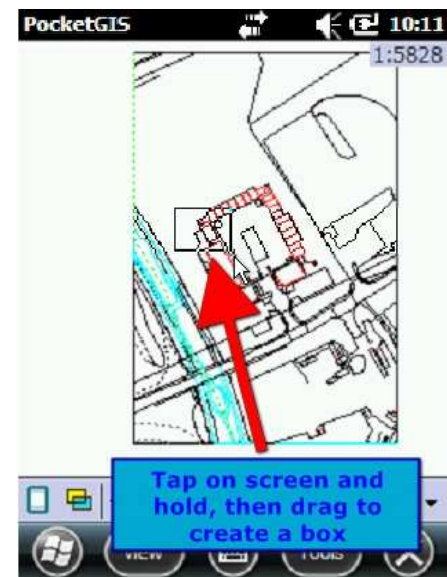 PocketGIS 10:11
1:5828
Tap on screen and
hold, then drag to
create a box
VIEW TOOLS